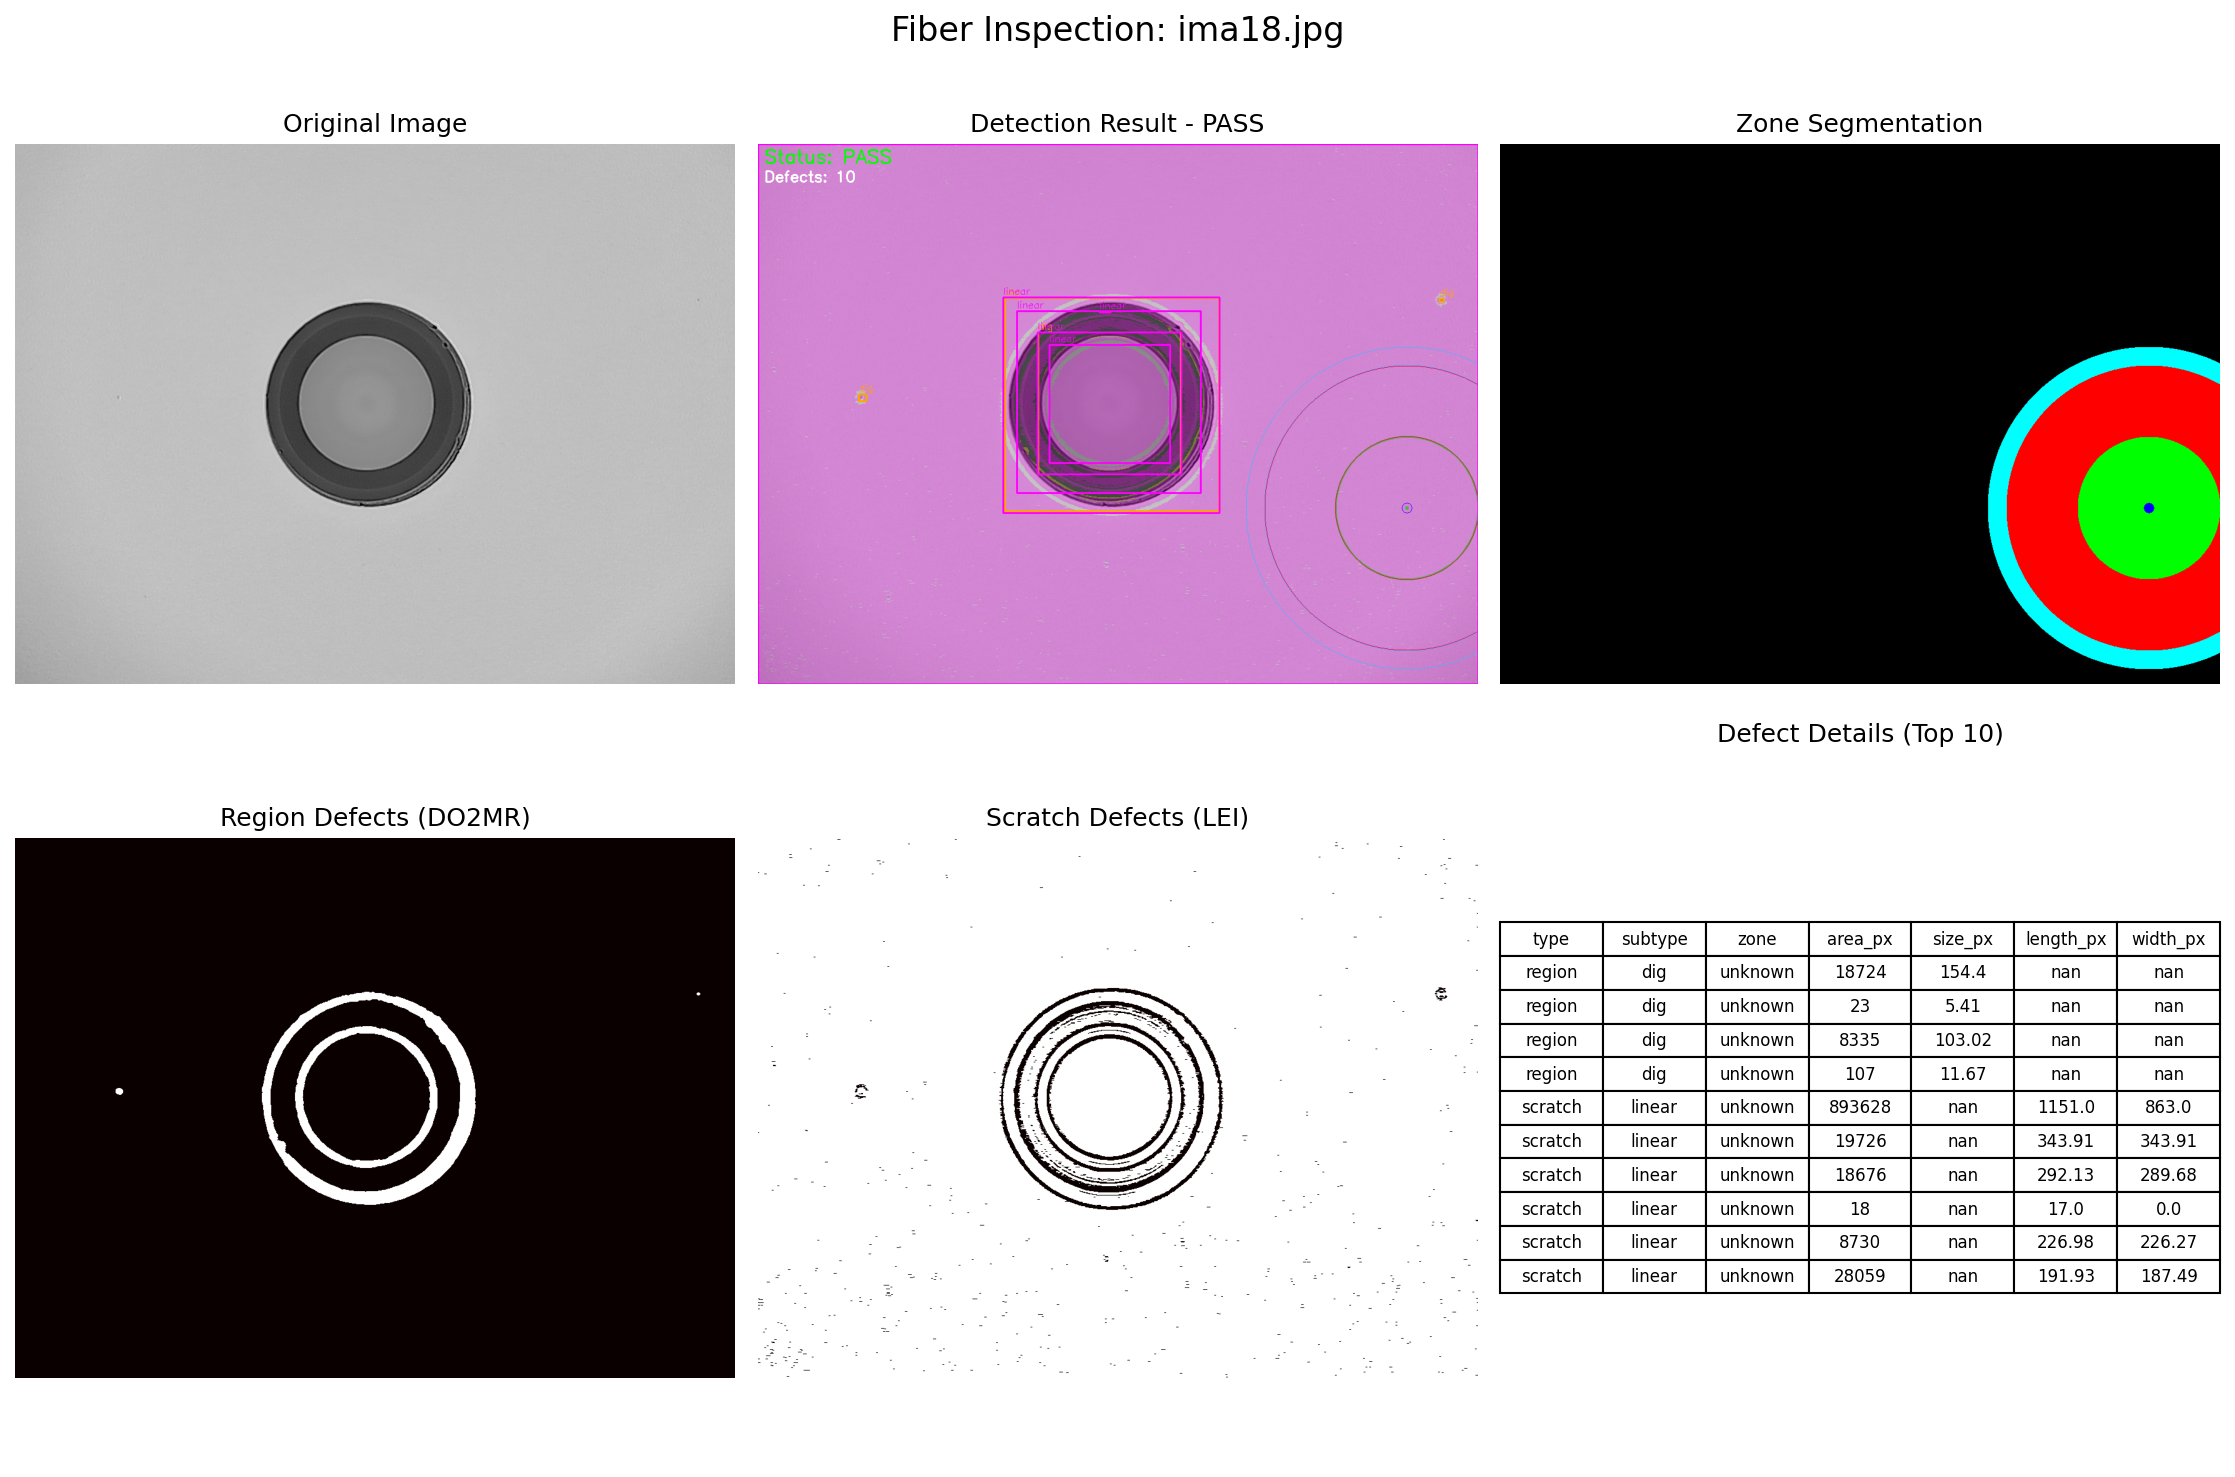 Fiber Inspection: ima18.jpg
Original Image
Detection Result - PASS
Zone Segmentation
Status: PASS
Defects: 10
linear
linear
linear
dig
linear
Defect Details (Top 10)
Region Defects (DO2MR)
Scratch Defects (LEI)
type subtype zone area_px size_px length_px width_px
region dig unknown 18724 154.4 nan nan
region dig unknown 23 5.41 nan nan
region dig unknown 8335 103.02 nan nan
region dig unknown 107 11.67 nan nan
scratch linear unknown 893628 nan 1151.0 863.0
scratch linear unknown 19726 nan 343.91 343.91
scratch linear unknown 18676 nan 292.13 289.68
scratch linear unknown 18 nan 17.0 0.0
scratch linear unknown 8730 nan 226.98 226.27
scratch linear unknown 28059 nan 191.93 187.49